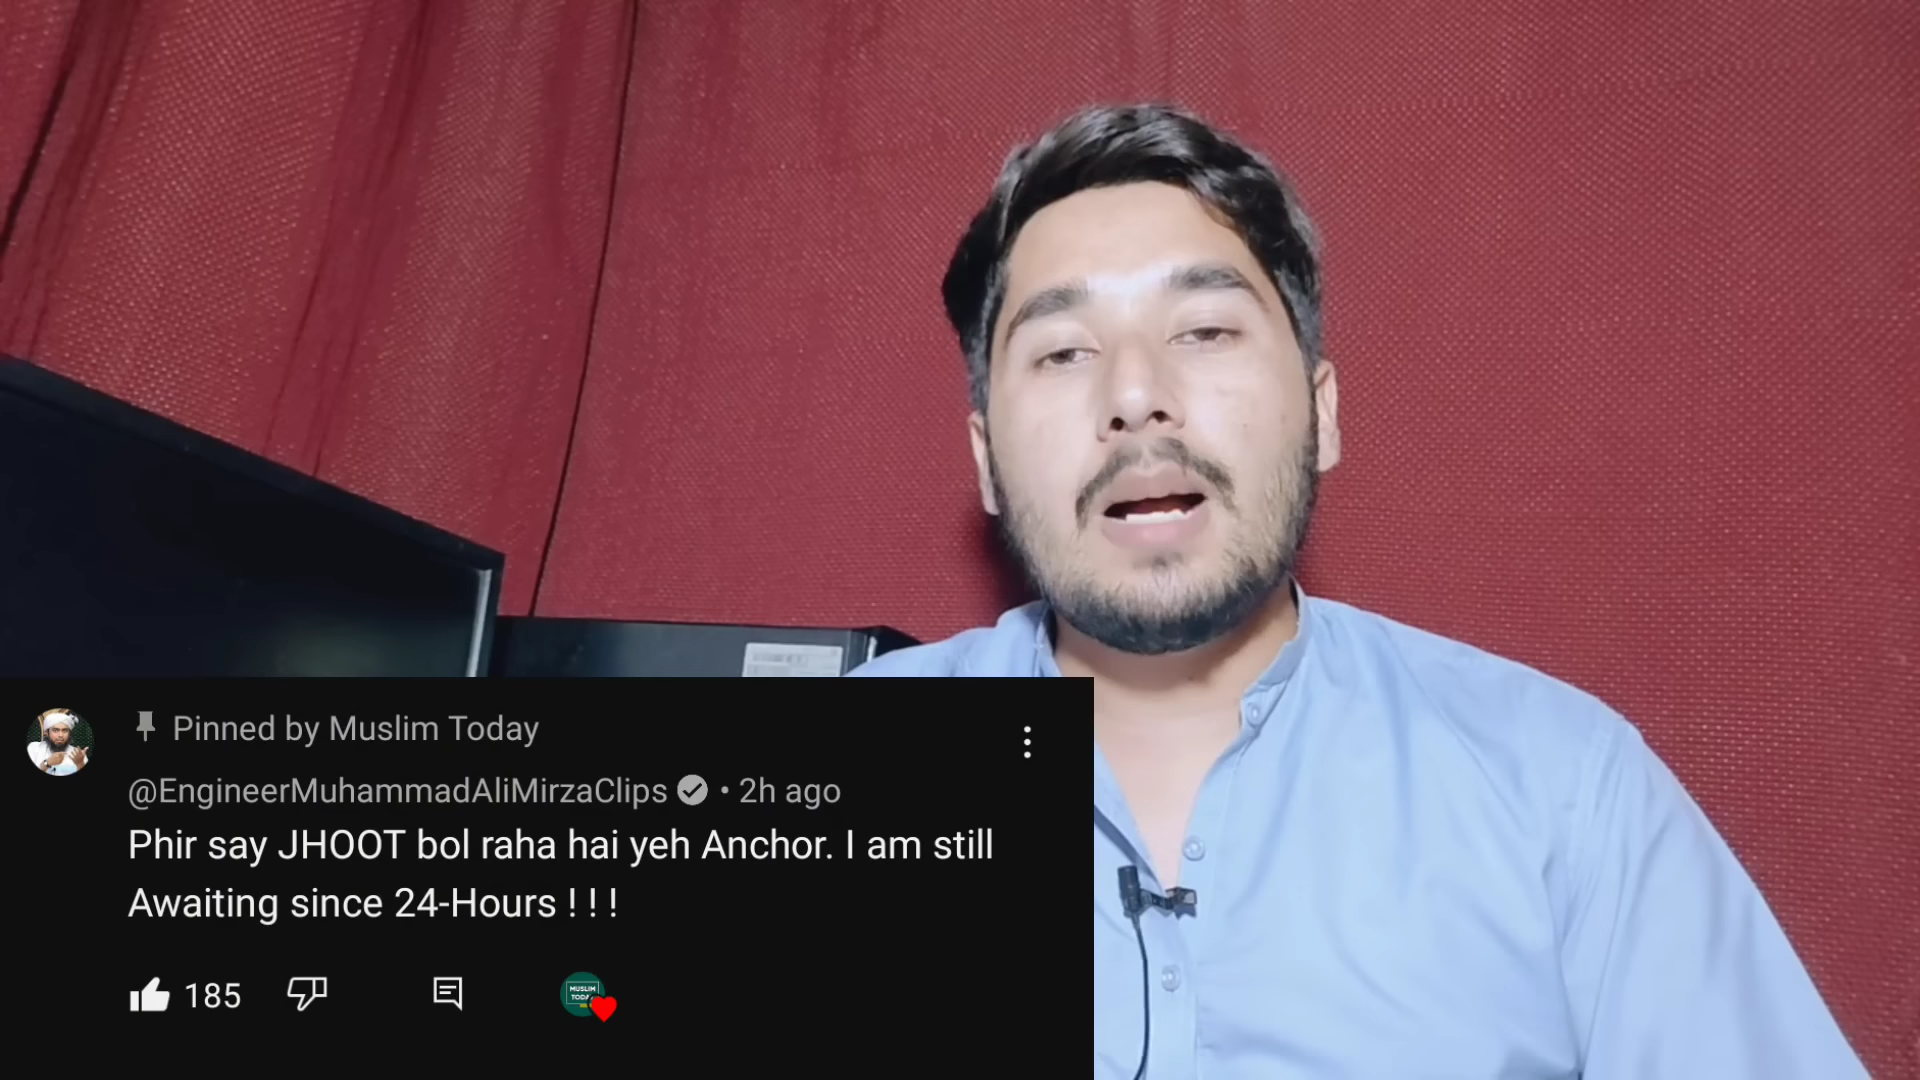 Pinned by Muslim Today
@EngineerMuhammadAliMirzaClips • 2h ago
Phir say JHOOT bol raha hai yeh Anchor. I am still
Awaiting since 24-Hours ! ! !
185
MUSLIM